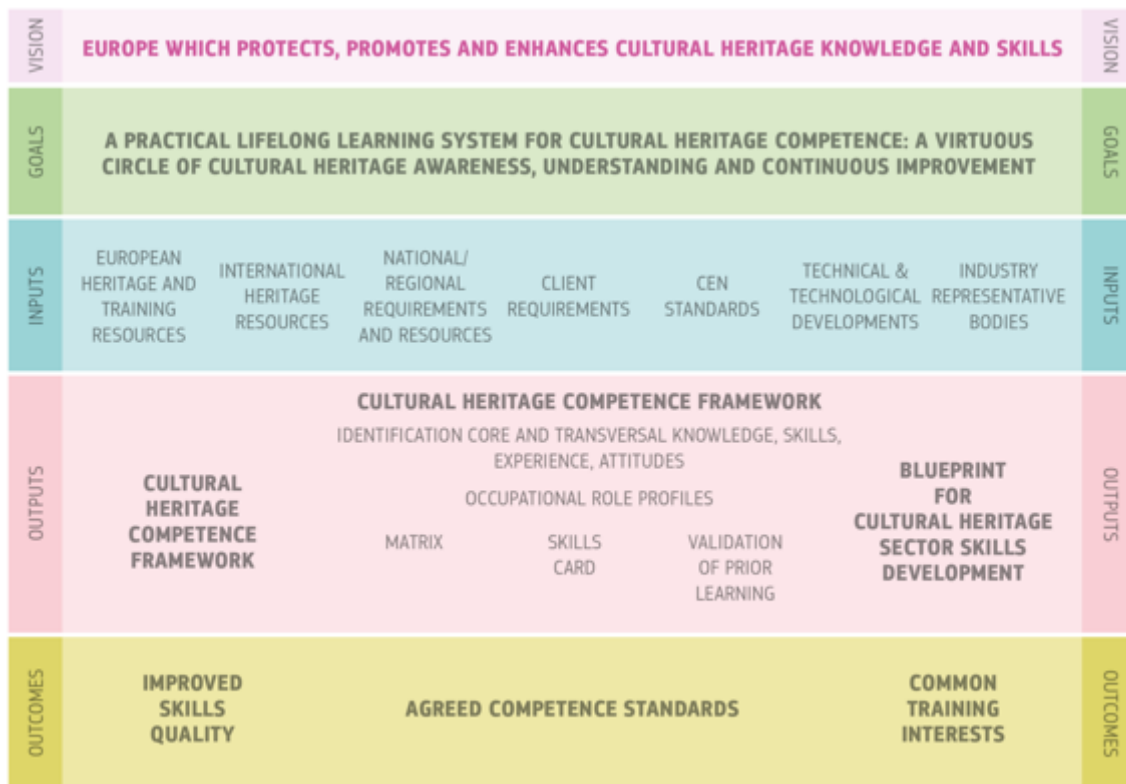 VISION
EUROPE WHICH PROTECTS, PROMOTES AND ENHANCES CULTURAL HERITAGE KNOWLEDGE AND SKILLS
VISION
GOALS
A PRACTICAL LIFELONG LEARNING SYSTEM FOR CULTURAL HERITAGE COMPETENCE: A VIRTUOUS
CIRCLE OF CULTURAL HERITAGE AWARENESS, UNDERSTANDING AND CONTINUOUS IMPROVEMENT
GOALS
INPUTS
EUROPEAN
HERITAGE AND
TRAINING
RESOURCES
INTERNATIONAL
HERITAGE
RESOURCES
NATIONAL/
REGIONAL
REQUIREMENTS
AND RESOURCES
CLIENT
REQUIREMENTS
CEN
STANDARDS
TECHNICAL &
TECHNOLOGICAL
DEVELOPMENTS
INDUSTRY
REPRESENTATIVE
BODIES
INPUTS
OUTPUTS
CULTURAL
HERITAGE
COMPETENCE
FRAMEWORK
CULTURAL HERITAGE COMPETENCE FRAMEWORK
IDENTIFICATION CORE AND TRANSVERSAL KNOWLEDGE, SKILLS,
EXPERIENCE, ATTITUDES
OCCUPATIONAL ROLE PROFILES
MATRIX
SKILLS
CARD
VALIDATION
OF PRIOR
LEARNING
BLUEPRINT
FOR
CULTURAL HERITAGE
SECTOR SKILLS
DEVELOPMENT
OUTPUTS
OUTCOMES
IMPROVED
SKILLS
QUALITY
AGREED COMPETENCE STANDARDS
COMMON
TRAINING
INTERESTS
OUTCOMES